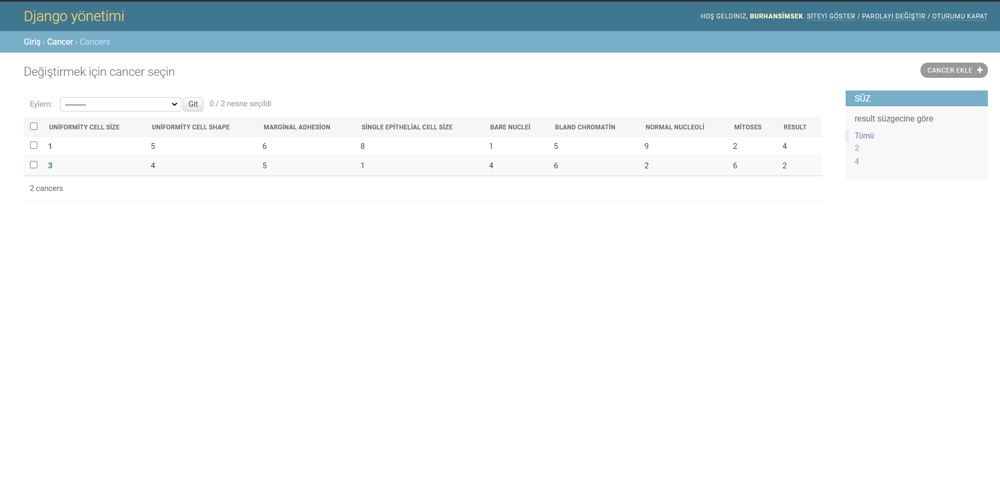 Django yönetimi
HOŞ GELDİNİZ, BURHANSİMSEK. SİTEYİ GÖSTER / PAROLAYI DEĞİŞTİR / OTURUMU KAPAT
Giriş › Cancer › Cancers
Değiştirmek için cancer seçin
CANCER EKLE +
Eylem: --------- Git 0 / 2 nesne seçildi
UNİFORMİTY CELL SİZE UNİFORMİTY CELL SHAPE MARGİNAL ADHESİON SİNGLE EPİTHELİAL CELL SİZE BARE NUCLEİ BLAND CHROMATİN NORMAL NUCLEOLİ MİTOSES RESULT
1 5 6 8 1 5 9 2 4
3 4 5 1 4 6 2 6 2
2 cancers
SÜZ
result süzgecine göre
Tümü
2
4